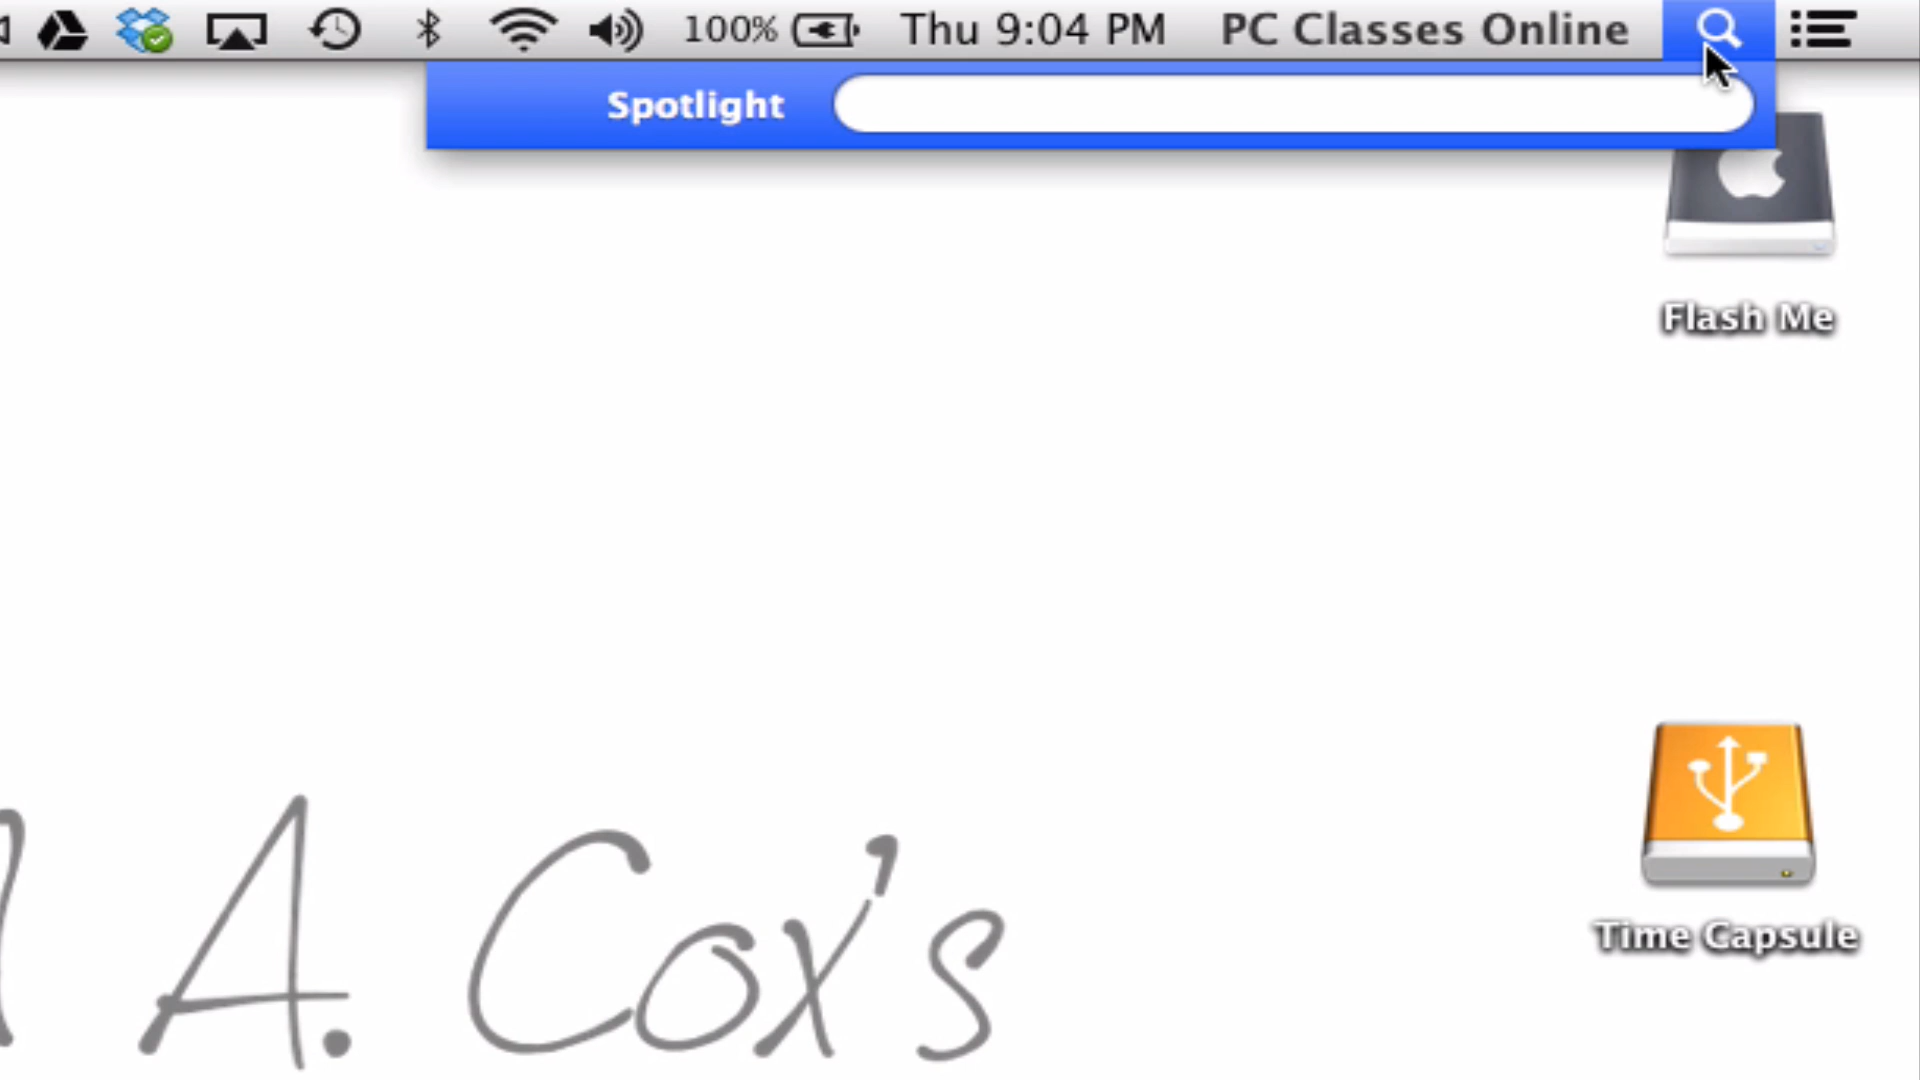 100% Thu 9:04 PM PC Classes Online
Spotlight
Flash Me
A. Cox's
Time Capsule